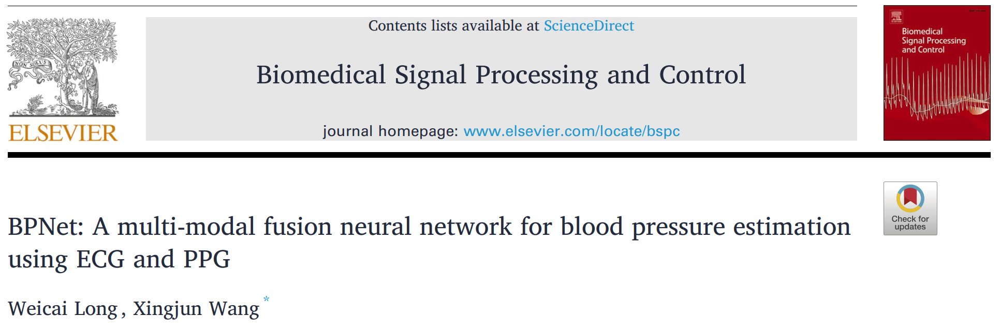 Contents lists available at ScienceDirect
Biomedical Signal Processing and Control
journal homepage: www.elsevier.com/locate/bspc
NON SOLUS
ELSEVIER
ELSEVIER
Biomedical
Signal Processing
and Control
BPNet: A multi-modal fusion neural network for blood pressure estimation
using ECG and PPG
Check for
updates
Weicai Long, Xingjun Wang *